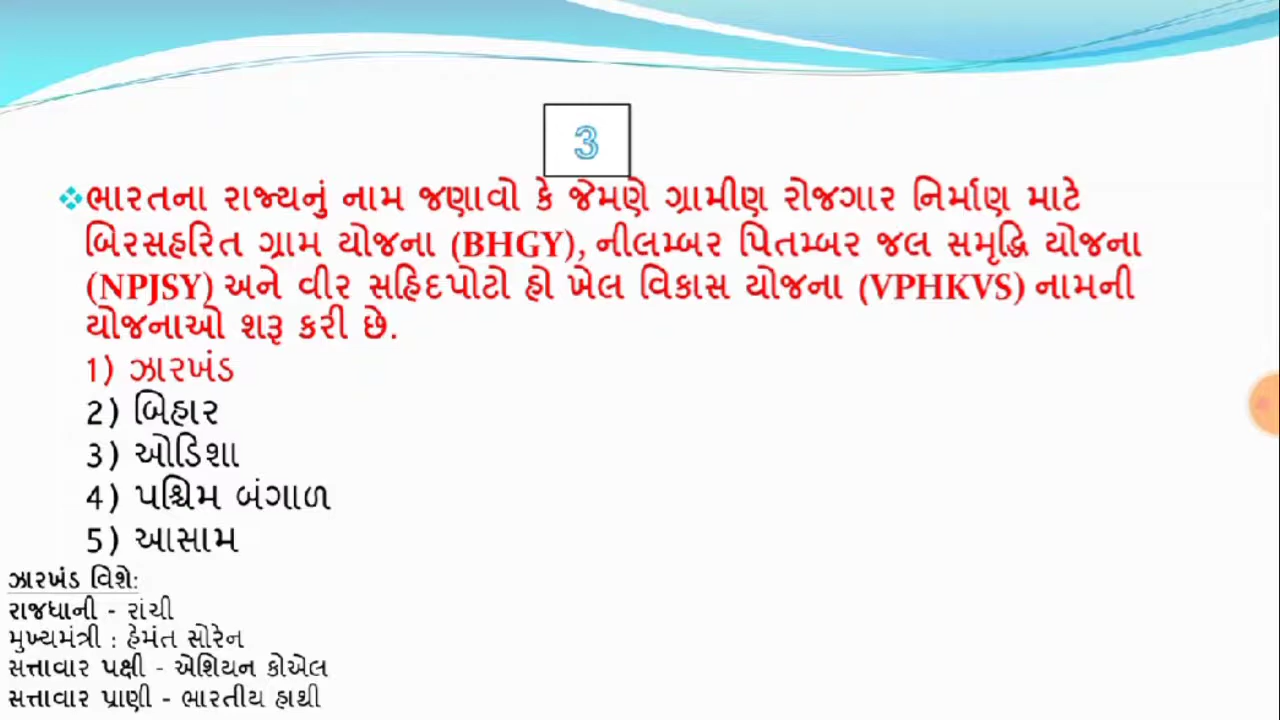 3
ભારતના રાજ્યનું નામ જણાવો કે જેમણે ગ્રામીણ રોજગાર નિર્માણ માટે
બિરસહરિત ગ્રામ યોજના (BHGY), નીલમ્બર પિતમ્બર જલ સમૃદ્ધિ યોજના
(NPJSY) અને વીર સહિદપોટો હો ખેલ વિકાસ યોજના (VPHKVS) નામની
યોજનાઓ શરૂ કરી છે.
1) ઝારખંડ
2) બિહાર
3) ઓડિશા
4) પશ્ચિમ બંગાળ
5) આસામ
ઝારખંડ વિશે:
રાજધાની - રાંચી
મુખ્યમંત્રી : હેમંત સોરેન
સત્તાવાર પક્ષી - એશિયન કોએલ
સત્તાવાર પ્રાણી - ભારતીય હાથી